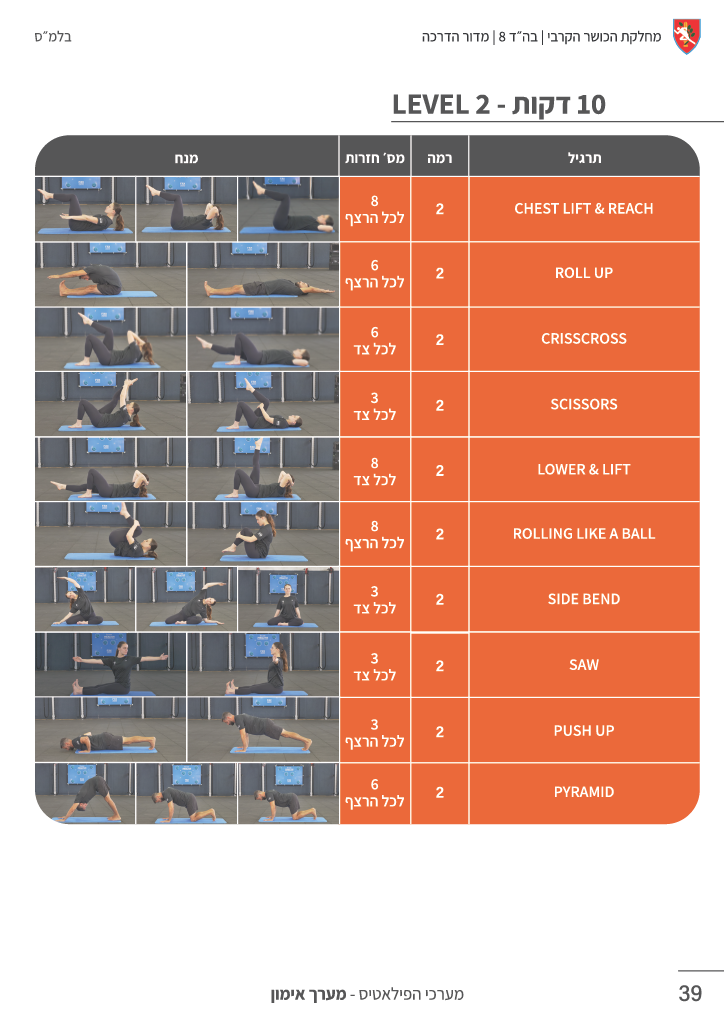 מחלקת הכושר הקרבי | בה״ד 8 | מדור הדרכה
בלמ״ס
10 דקות - LEVEL 2
תרגיל רמה מס׳ חזרות מנח
CHEST LIFT & REACH 2 8 לכל הרצף
ROLL UP 2 6 לכל הרצף
CRISSCROSS 2 6 לכל צד
SCISSORS 2 3 לכל צד
LOWER & LIFT 2 8 לכל צד
ROLLING LIKE A BALL 2 8 לכל הרצף
SIDE BEND 2 3 לכל צד
SAW 2 3 לכל צד
PUSH UP 2 3 לכל הרצף
PYRAMID 2 6 לכל הרצף
מערכי הפילאטיס - מערך אימון
39